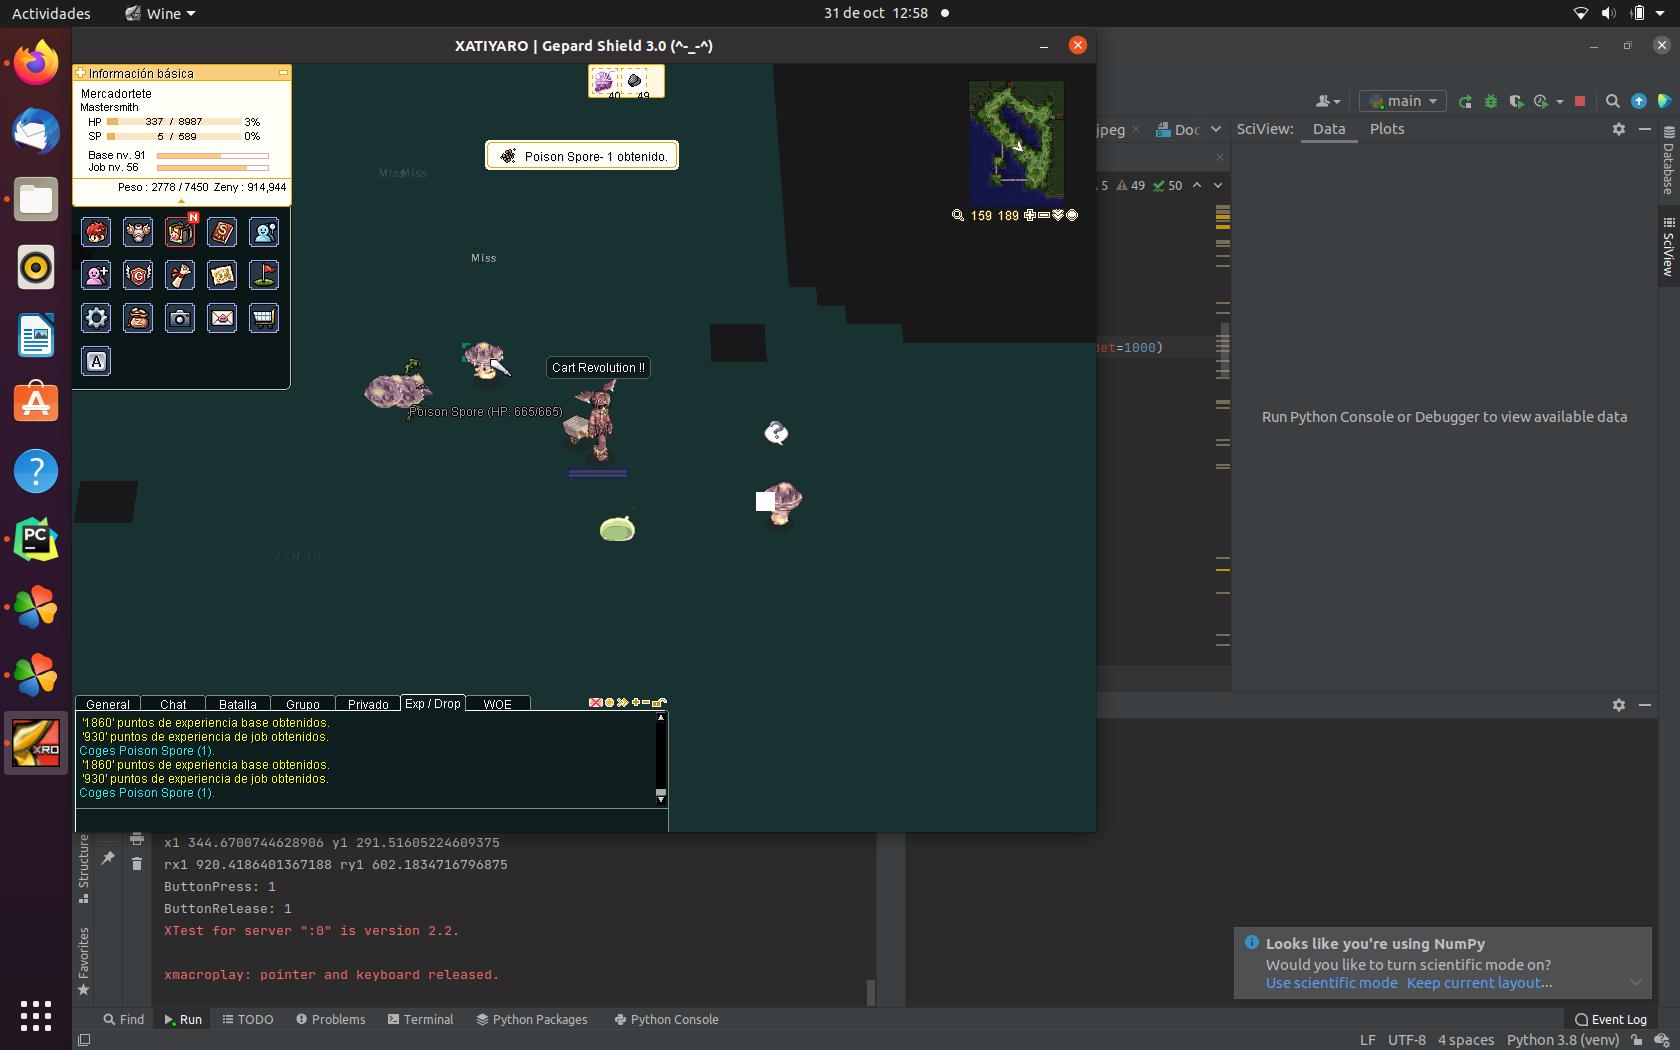 Actividades
Wine
31 de oct 12:58
XATIYARO | Gepard Shield 3.0 (^-_-^)
Información básica
Mercadortete
Mastersmith
HP 337 / 8987 3%
SP 5 / 589 0%
Base nv. 91
Job nv. 56
Peso : 2778 / 7450 Zeny : 914,944
N
A
40 49
Poison Spore- 1 obtenido.
MissMiss
Miss
Cart Revolution !!
Poison Spore (HP: 665/665)
159 189
General Chat Batalla Grupo Privado Exp / Drop WOE
'1860' puntos de experiencia base obtenidos.
'930' puntos de experiencia de job obtenidos.
Coges Poison Spore (1).
'1860' puntos de experiencia base obtenidos.
'930' puntos de experiencia de job obtenidos.
Coges Poison Spore (1).
main
jpeg
Doc
SciView: Data Plots
5 49 50
det=1000)
Run Python Console or Debugger to view available data
Database
SciView
PC
XRO
Structure
Favorites
x1 344.6700744628906 y1 291.51605224609375
rx1 920.4186401367188 ry1 602.1834716796875
ButtonPress: 1
ButtonRelease: 1
XTest for server ":0" is version 2.2.
xmacroplay: pointer and keyboard released.
Looks like you're using NumPy
Would you like to turn scientific mode on?
Use scientific mode Keep current layout...
Find Run TODO Problems Terminal Python Packages Python Console
Event Log
LF UTF-8 4 spaces Python 3.8 (venv)